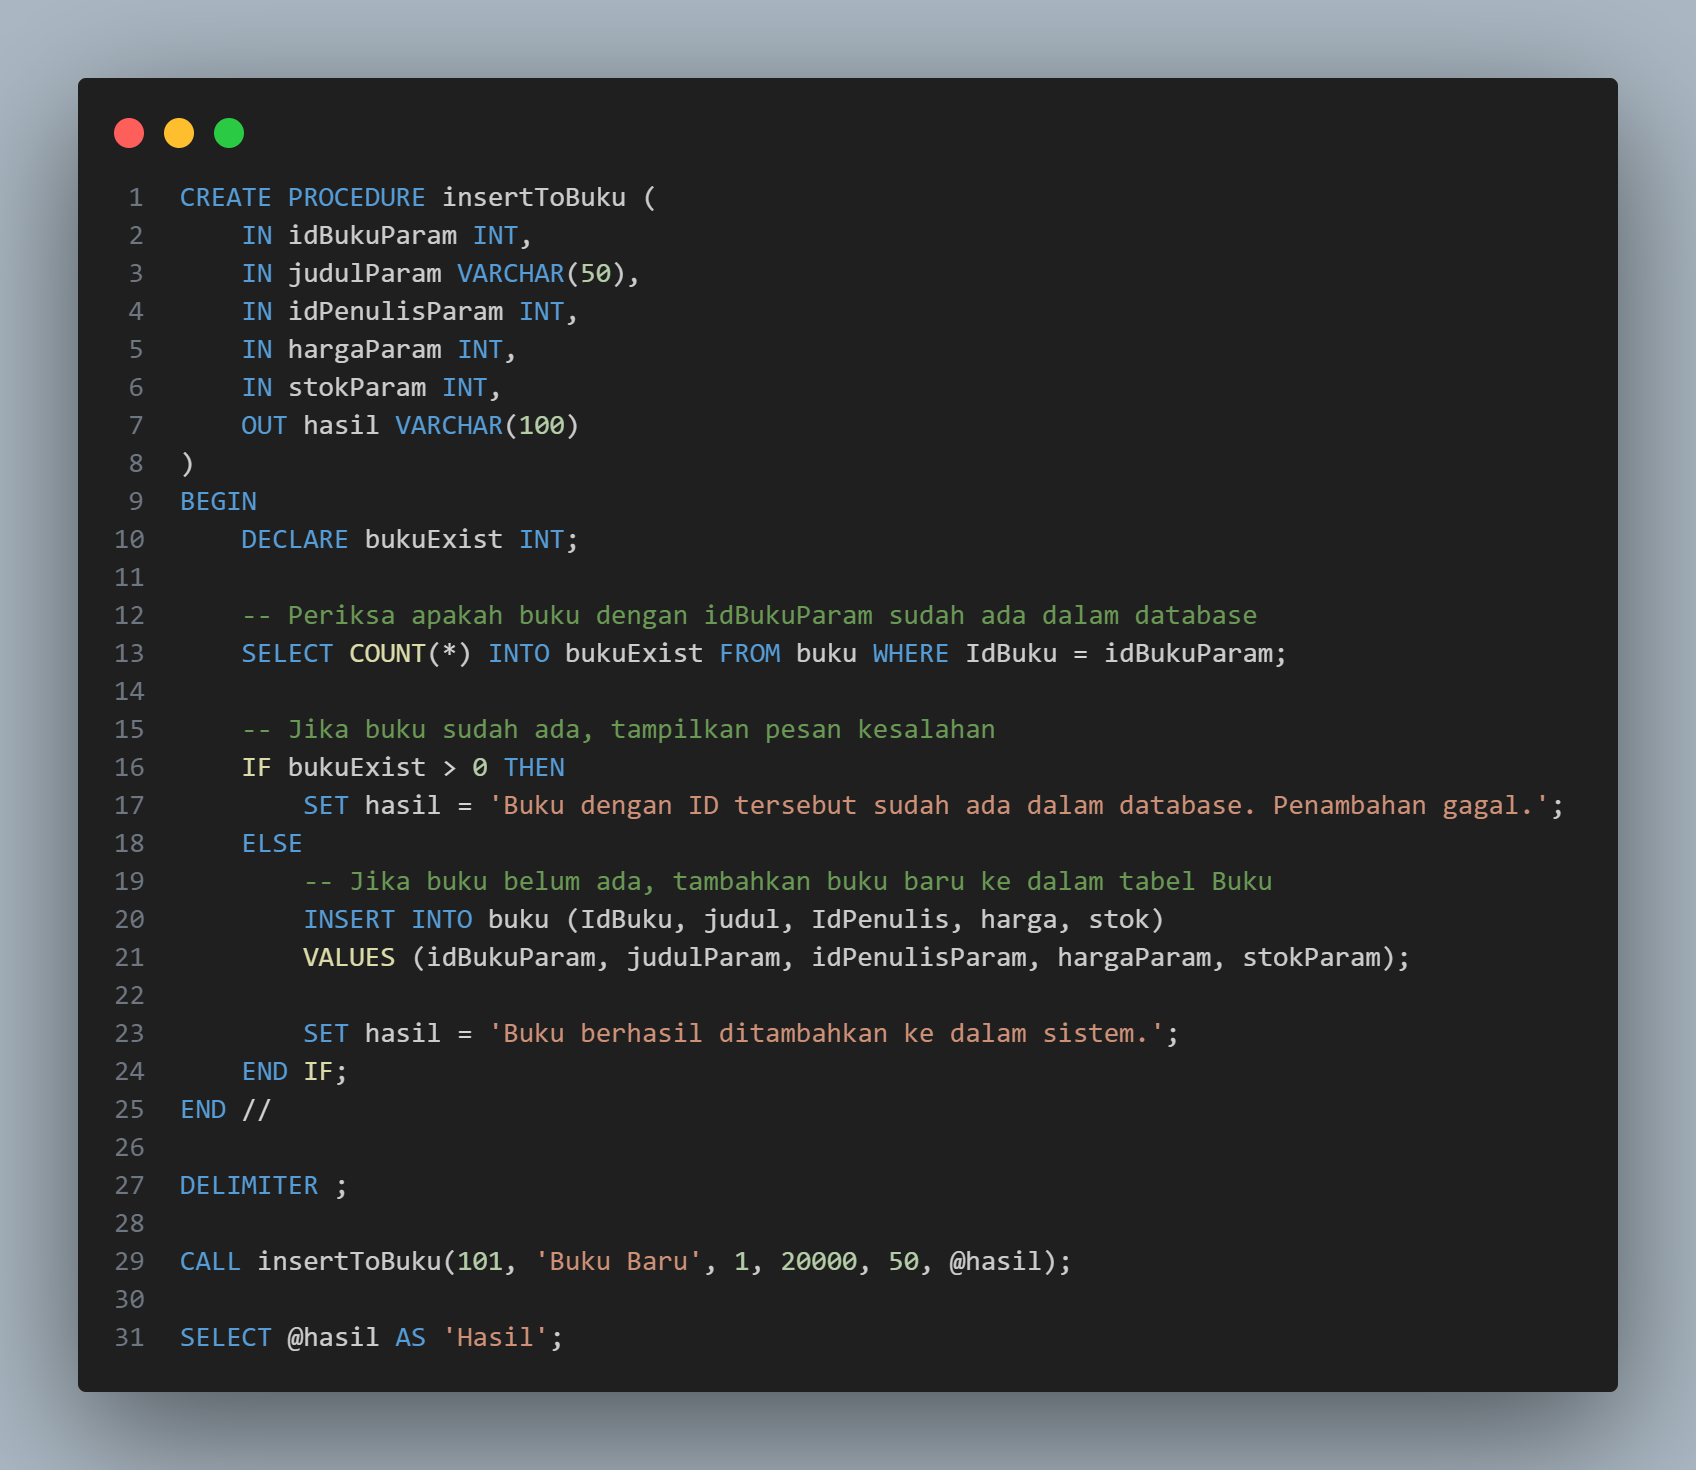 1 CREATE PROCEDURE insertToBuku (
2     IN idBukuParam INT,
3     IN judulParam VARCHAR(50),
4     IN idPenulisParam INT,
5     IN hargaParam INT,
6     IN stokParam INT,
7     OUT hasil VARCHAR(100)
8 )
9 BEGIN
10     DECLARE bukuExist INT;
11
12     -- Periksa apakah buku dengan idBukuParam sudah ada dalam database
13     SELECT COUNT(*) INTO bukuExist FROM buku WHERE IdBuku = idBukuParam;
14
15     -- Jika buku sudah ada, tampilkan pesan kesalahan
16     IF bukuExist > 0 THEN
17         SET hasil = 'Buku dengan ID tersebut sudah ada dalam database. Penambahan gagal.';
18     ELSE
19         -- Jika buku belum ada, tambahkan buku baru ke dalam tabel Buku
20         INSERT INTO buku (IdBuku, judul, IdPenulis, harga, stok)
21         VALUES (idBukuParam, judulParam, idPenulisParam, hargaParam, stokParam);
22
23         SET hasil = 'Buku berhasil ditambahkan ke dalam sistem.';
24     END IF;
25 END //
26
27 DELIMITER ;
28
29 CALL insertToBuku(101, 'Buku Baru', 1, 20000, 50, @hasil);
30
31 SELECT @hasil AS 'Hasil';